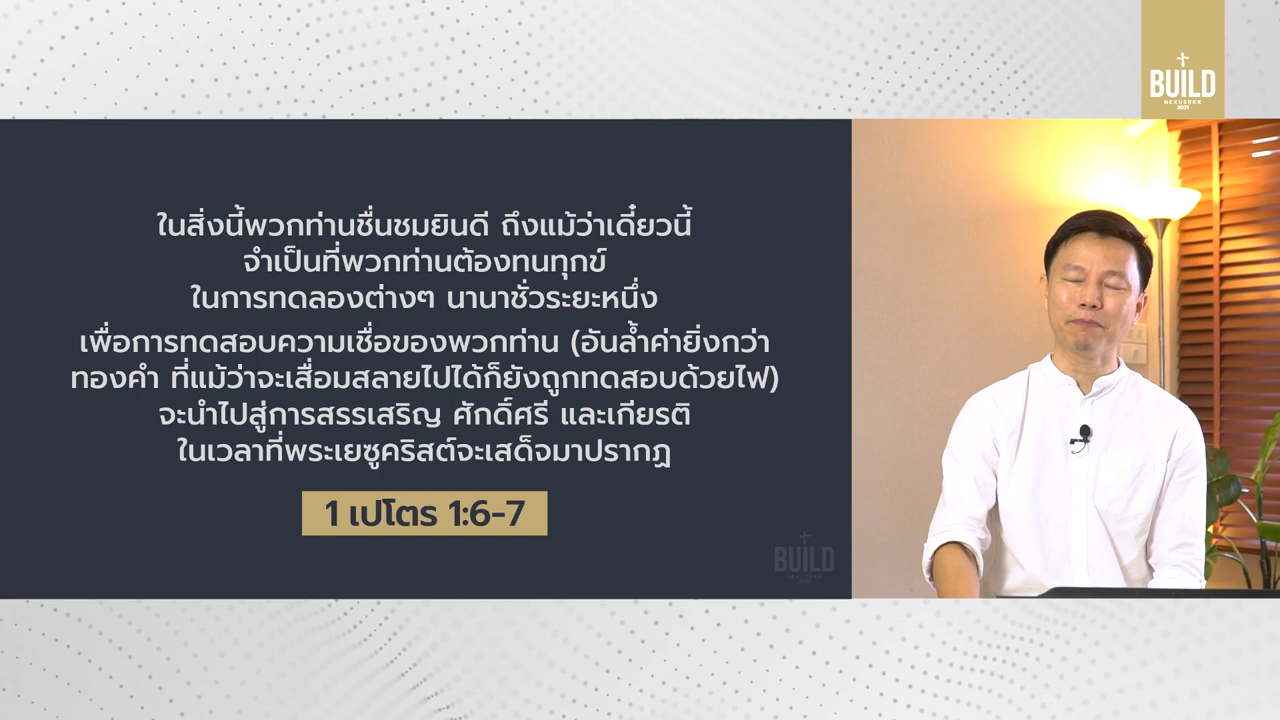 BUILD
NEXUSBKK
2021
ในสิ่งนี้พวกท่านชื่นชมยินดี ถึงแม้ว่าเดี๋ยวนี้
จำเป็นที่พวกท่านต้องทนทุกข์
ในการทดลองต่างๆ นานาชั่วระยะหนึ่ง
เพื่อการทดสอบความเชื่อของพวกท่าน (อันล้ำค่ายิ่งกว่า
ทองคำ ที่แม้ว่าจะเสื่อมสลายไปได้ก็ยังถูกทดสอบด้วยไฟ)
จะนำไปสู่การสรรเสริญ ศักดิ์ศรี และเกียรติ
ในเวลาที่พระเยซูคริสต์จะเสด็จมาปรากฏ
1 เปโตร 1:6-7
BUILD
NEXUSBKK
2021